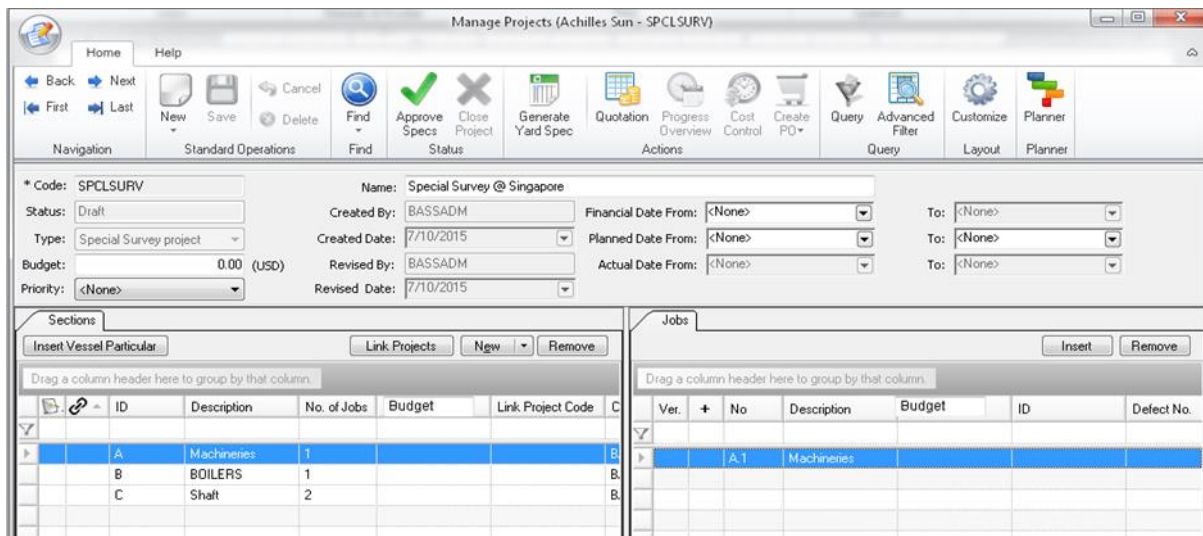 Manage Projects (Achilles Sun - SPCLSURV)
Home Help
Back Next
First Last
New Save Cancel Delete
Find
Approve Specs Close Project
Generate Yard Spec
Quotation Progress Overview Cost Control Create PO
Query Advanced Filter
Customize
Planner
Navigation Standard Operations Find Status Actions Query Layout Planner
* Code: SPCLSURV Name: Special Survey @ Singapore
Status: Draft Created By: BASSADM Financial Date From: <None> To: <None>
Type: Special Survey project Created Date: 7/10/2015 Planned Date From: <None> To: <None>
Budget: 0.00 (USD) Revised By: BASSADM Actual Date From: <None> To: <None>
Priority: <None> Revised Date: 7/10/2015
Sections Jobs
Insert Vessel Particular Link Projects New Remove Insert Remove
Drag a column header here to group by that column. Drag a column header here to group by that column.
ID Description No. of Jobs Budget Link Project Code C Ver. + No Description Budget ID Defect No.
A Machineries 1 B. A.1 Machineries
B BOILERS 1 B.
C Shaft 2 B.